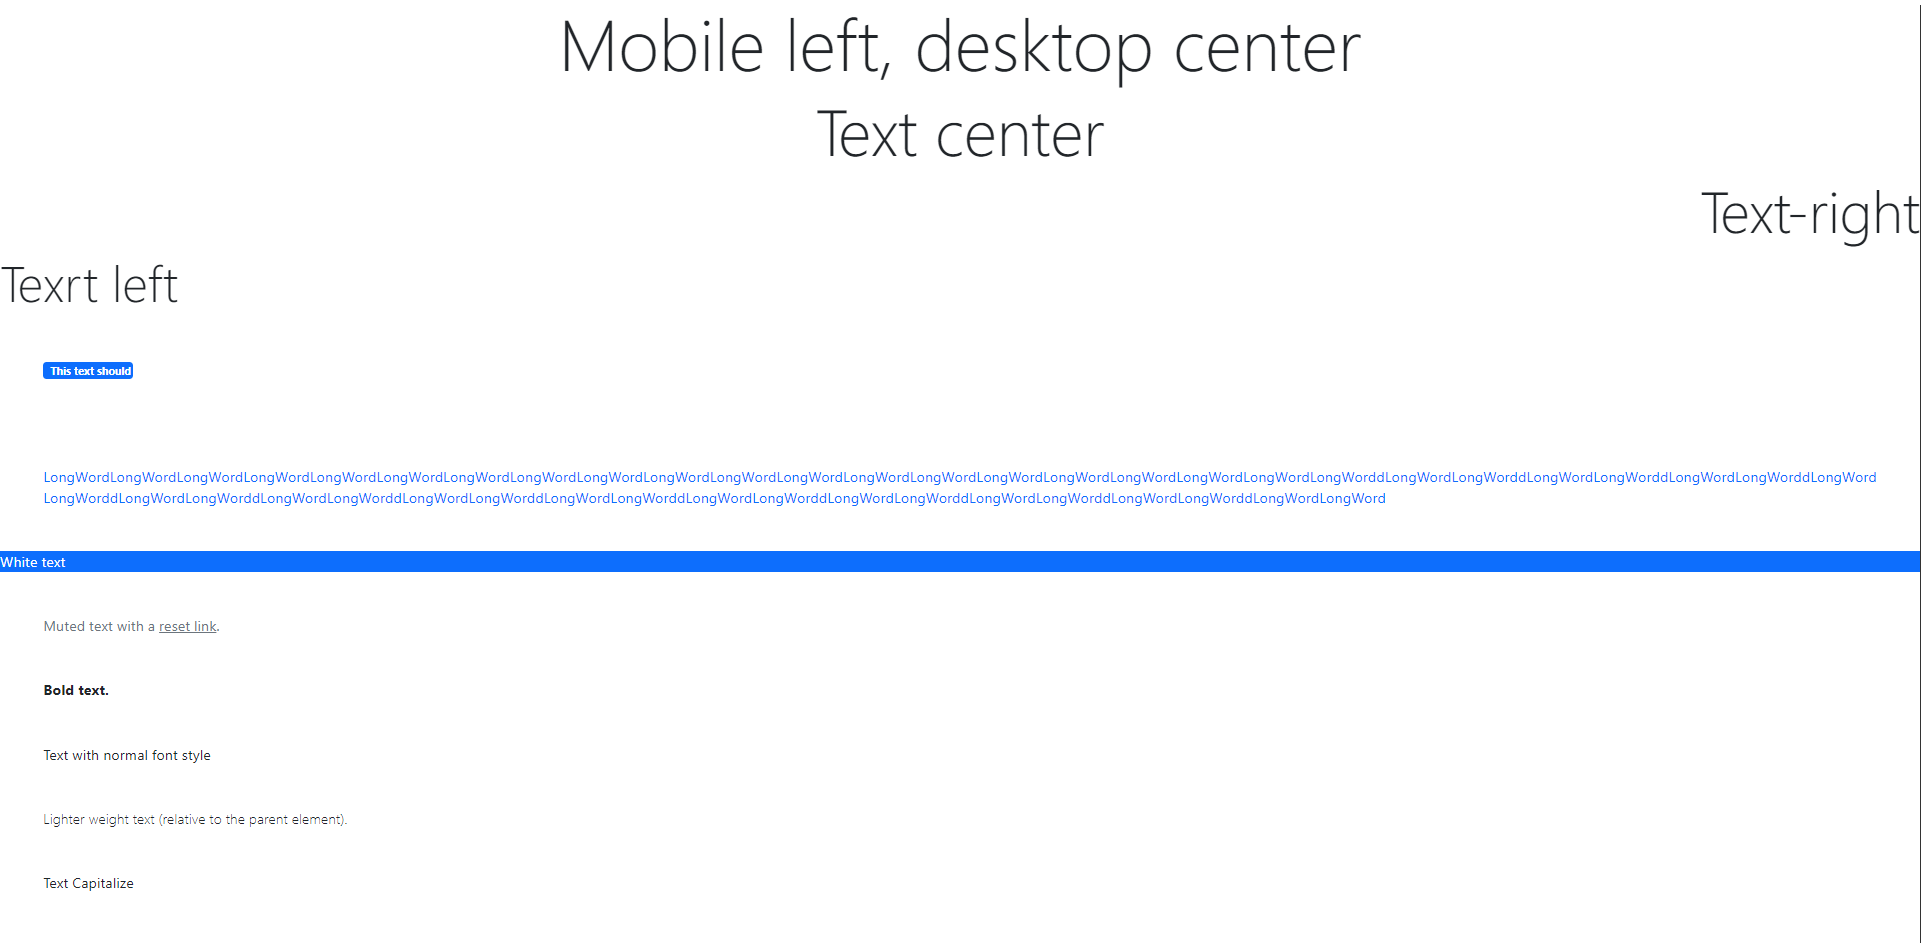 Mobile left, desktop center
Text center
Text-right
Texrt left
This text should
LongWordLongWordLongWordLongWordLongWordLongWordLongWordLongWordLongWordLongWordLongWordLongWordLongWordLongWordLongWordLongWordLongWordLongWordLongWordLongWorddLongWordLongWorddLongWordLongWorddLongWordLongWorddLongWord
LongWorddLongWordLongWorddLongWordLongWorddLongWordLongWorddLongWordLongWorddLongWordLongWorddLongWordLongWorddLongWordLongWorddLongWordLongWorddLongWordLongWord
White text
Muted text with a reset link.
Bold text.
Text with normal font style
Lighter weight text (relative to the parent element).
Text Capitalize